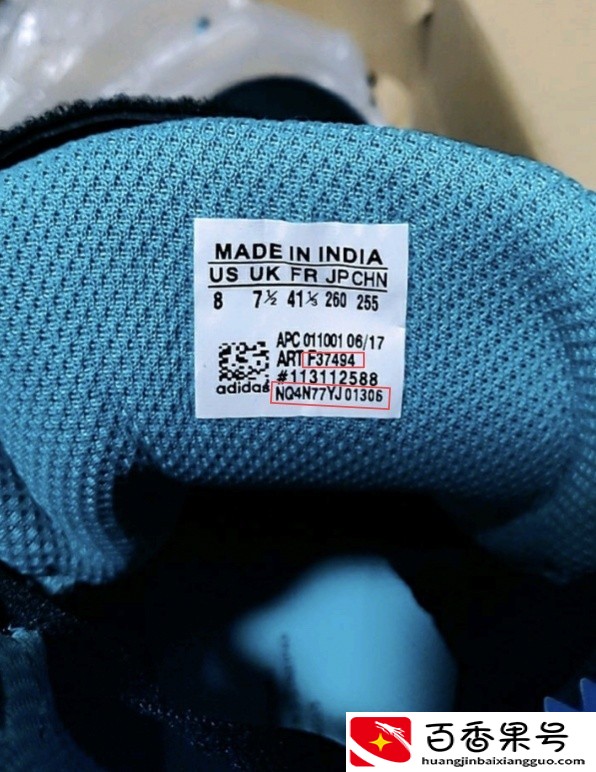 MADE IN INDIA
US UK FR JP CHN
8 7½ 41⅓ 260 255
APC 011001 06/17
ART F37494
#113112588
adidas
NQ4N77YJ01306
百香果号
huangjinbaixiangguo.com